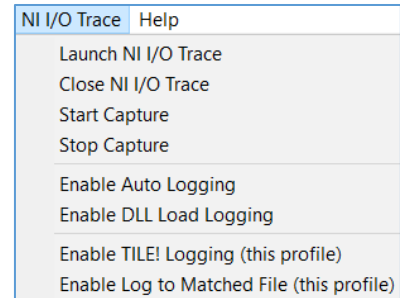 NI I/O Trace Help
Launch NI I/O Trace
Close NI I/O Trace
Start Capture
Stop Capture
Enable Auto Logging
Enable DLL Load Logging
Enable TILE! Logging (this profile)
Enable Log to Matched File (this profile)